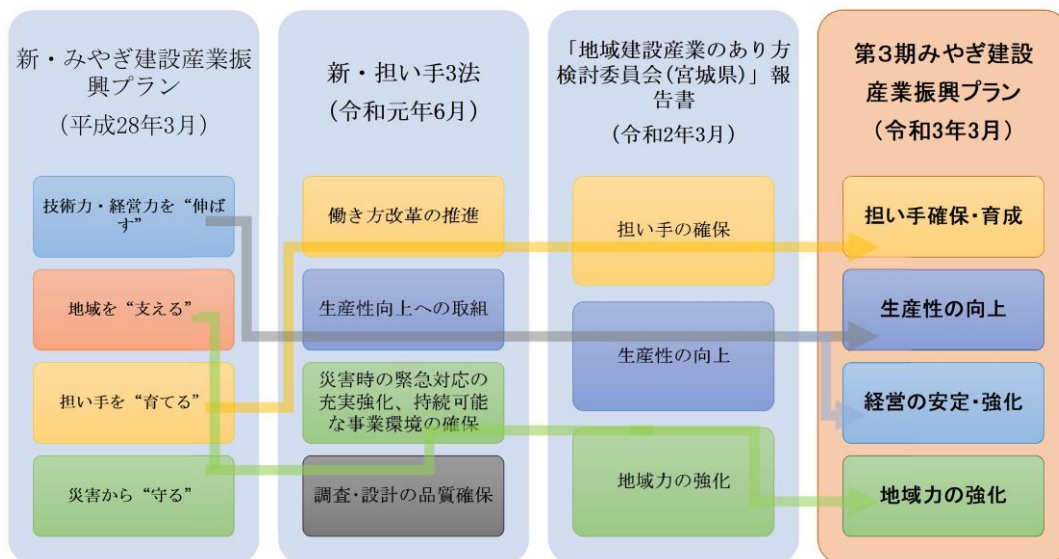 新・みやぎ建設産業振
興プラン
（平成28年3月）
技術力・経営力を“伸ば
す”
地域を“支える”
担い手を“育てる”
災害から“守る”
新・担い手3法
（令和元年6月）
働き方改革の推進
生産性向上への取組
災害時の緊急対応の
充実強化、持続可能
な事業環境の確保
調査・設計の品質確保
「地域建設産業のあり方
検討委員会（宮城県）」報
告書
（令和2年3月）
担い手の確保
生産性の向上
地域力の強化
第３期みやぎ建設
産業振興プラン
（令和3年3月）
担い手確保・育成
生産性の向上
経営の安定・強化
地域力の強化